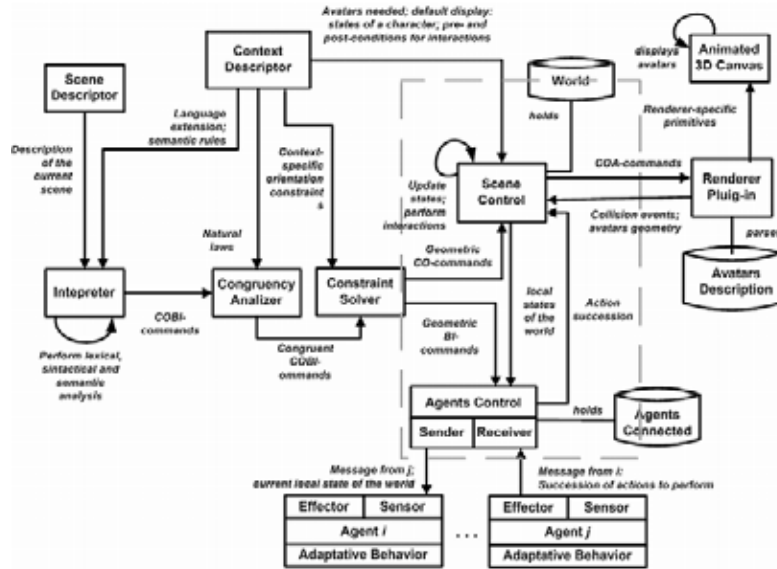 Avatars needed; default display:
states of a character; pre- and
post-conditions for interactions
Context
Descriptor
Scene
Descriptor
World
displays
avatars
Animated
3D Canvas
holds
Language
extension;
semantic rules
Description
of the
current
scene
Context-
specific
orientation
constraint
s
Renderer-specific
primitives
COA-commands
Update
states;
perform
interactions
Scene
Control
Renderer
Pluig-in
Collision events;
avatars geometry
parser
Natural
laws
Geometric
CO-commands
Avatars
Description
Intepreter
Congruency
Analizer
Constraint
Solver
local
states of
the world
Action
succession
COBI-
commands
Geometric
BI-
commands
Perform lexical,
sintactical and
semantic
analysis
Congruent
COBI-
ommands
Agents Control
Sender
Receiver
holds
Agents
Connected
Message from j;
current local state of the world
Message from i:
Succession of actions to perform
Effector
Sensor
Agent i
Adaptative Behavior
...
Effector
Sensor
Agent j
Adaptative Behavior